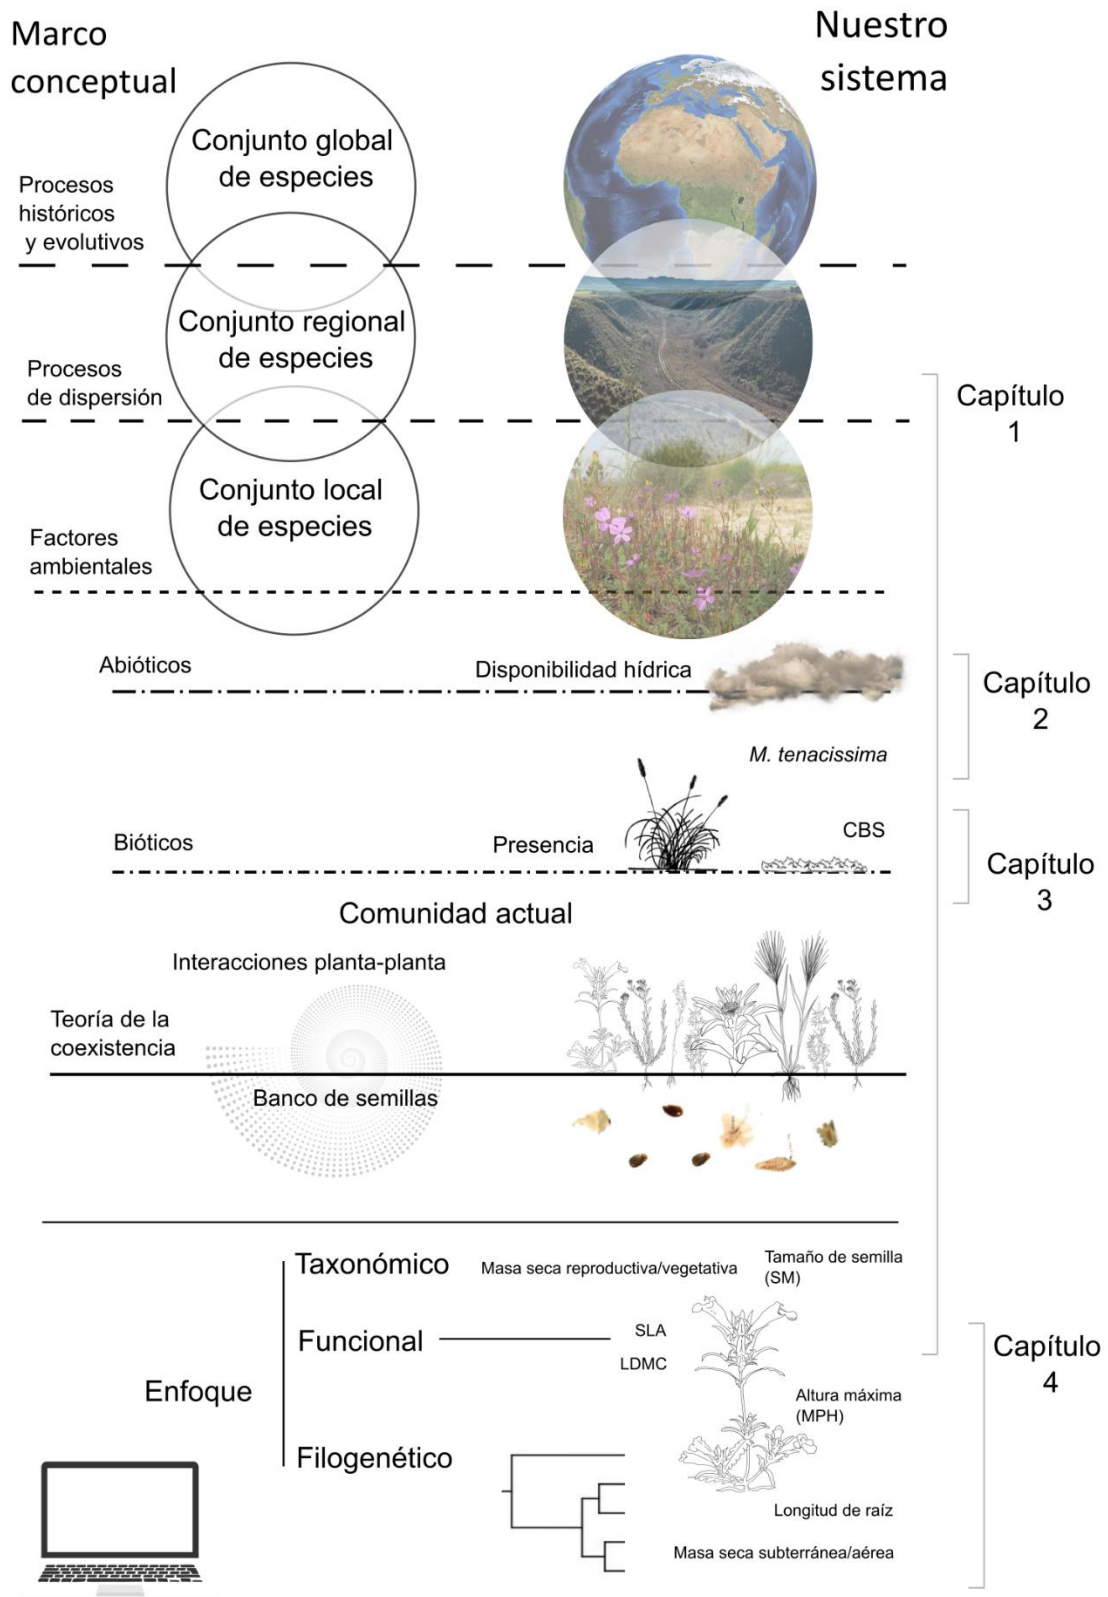 Marco
conceptual
Nuestro
sistema
Conjunto global
de especies
Procesos
históricos
y evolutivos
Conjunto regional
de especies
Procesos
de dispersión
Capítulo
1
Conjunto local
de especies
Factores
ambientales
Abióticos
Disponibilidad hídrica
Capítulo
2
M. tenacissima
Bióticos
Presencia
CBS
Capítulo
3
Comunidad actual
Interacciones planta-planta
Teoría de la
coexistencia
Banco de semillas
Enfoque
Taxonómico
Masa seca reproductiva/vegetativa
Tamaño de semilla
(SM)
Funcional
SLA
LDMC
Capítulo
4
Altura máxima
(MPH)
Filogenético
Longitud de raíz
Masa seca subterránea/aérea